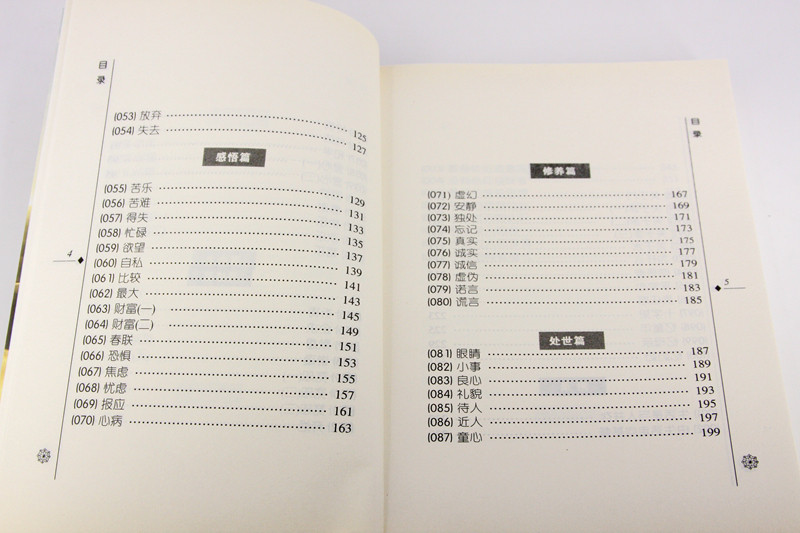 目录
(053) 放弃 125
(054) 失去 127
感悟篇
(055) 苦乐 129
(056) 苦难 131
(057) 得失 133
(058) 忙碌 135
(059) 欲望 137
(060) 自私 139
(061) 比较 141
(062) 最大 143
(063) 财富(一) 145
(064) 财富(二) 149
(065) 春联 151
(066) 恐惧 153
(067) 焦虑 155
(068) 忧虑 157
(069) 报应 161
(070) 心病 163
4
目录
修养篇
(071) 虚幻 167
(072) 安静 169
(073) 独处 171
(074) 忘记 173
(075) 真实 175
(076) 诚实 177
(077) 诚信 179
(078) 虚伪 181
(079) 诺言 183
(080) 谎言 185
处世篇
(081) 眼睛 187
(082) 小事 189
(083) 良心 191
(084) 礼貌 193
(085) 待人 195
(086) 近人 197
(087) 童心 199
5